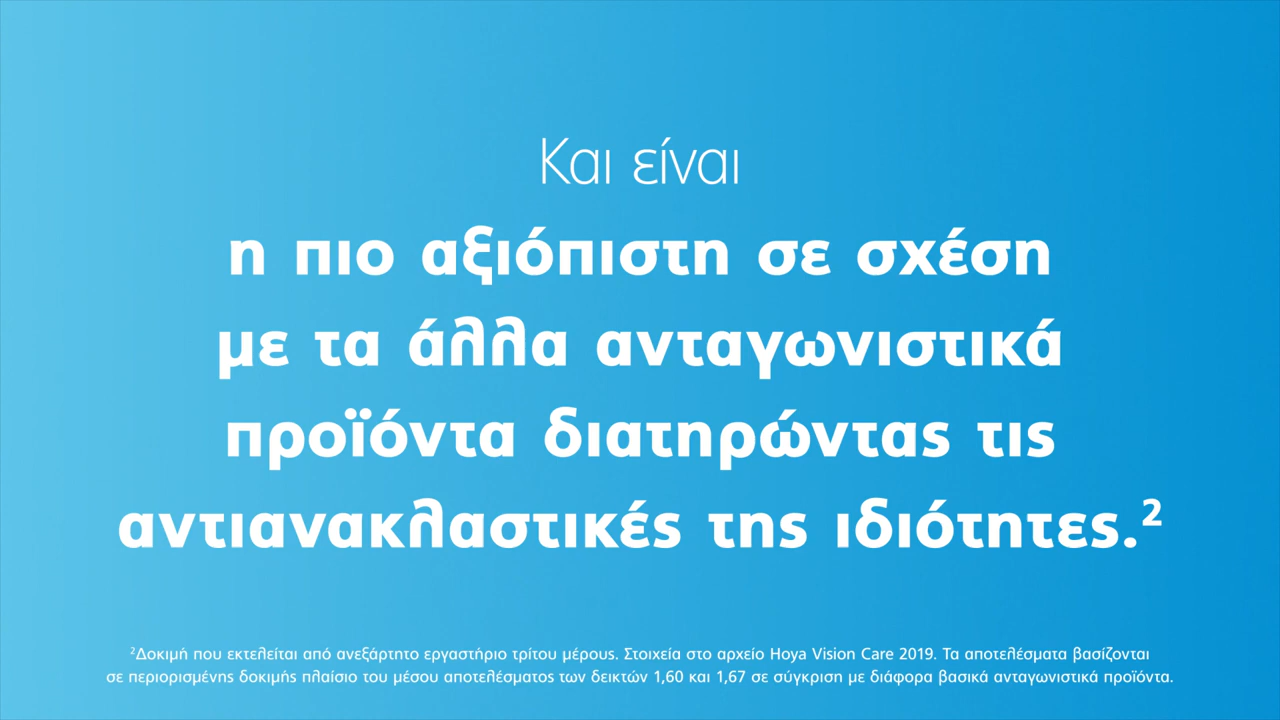 Και είναι
η πιο αξιόπιστη σε σχέση
με τα άλλα ανταγωνιστικά
προϊόντα διατηρώντας τις
αντιανακλαστικές της ιδιότητες.²
²Δοκιμή που εκτελείται από ανεξάρτητο εργαστήριο τρίτου μέρους. Στοιχεία στο αρχείο Hoya Vision Care 2019. Τα αποτελέσματα βασίζονται
σε περιορισμένης δοκιμής πλαίσιο του μέσου αποτελέσματος των δεικτών 1,60 και 1,67 σε σύγκριση με διάφορα βασικά ανταγωνιστικά προϊόντα.